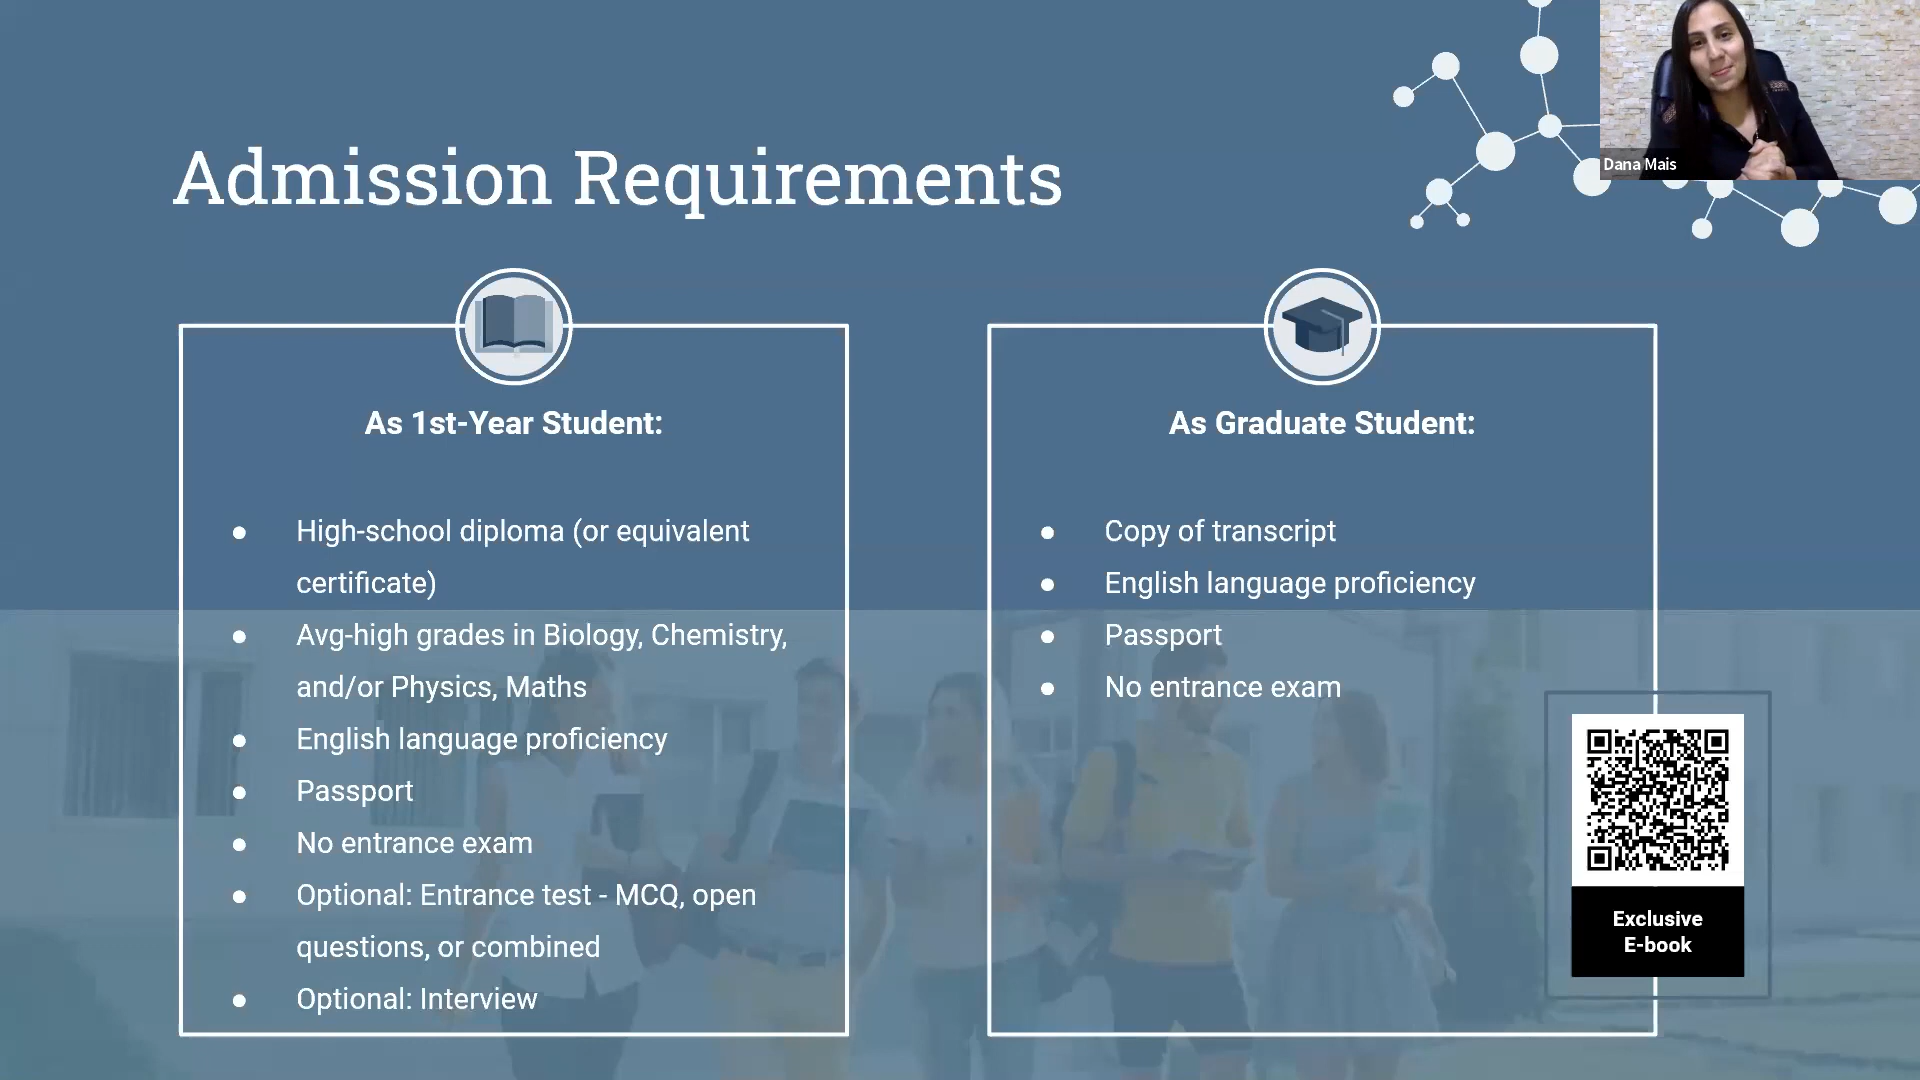 Dana Mais
Admission Requirements
As 1st-Year Student:
● High-school diploma (or equivalent
certificate)
● Avg-high grades in Biology, Chemistry,
and/or Physics, Maths
● English language proficiency
● Passport
● No entrance exam
● Optional: Entrance test - MCQ, open
questions, or combined
● Optional: Interview
As Graduate Student:
● Copy of transcript
● English language proficiency
● Passport
● No entrance exam
Exclusive
E-book